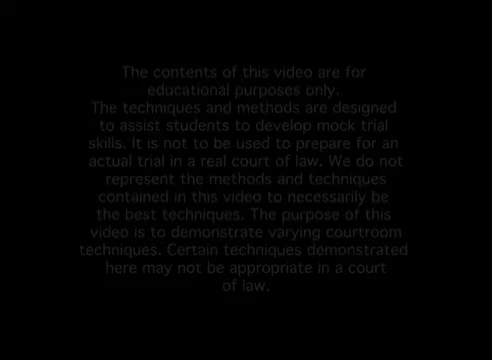 The contents of this video are for
educational purposes only.
The techniques and methods are designed
to assist students to develop mock trial
skills. It is not to be used to prepare for an
actual trial in a real court of law. We do not
represent the methods and techniques
contained in this video to necessarily be
the best techniques. The purpose of this
video is to demonstrate varying courtroom
techniques. Certain techniques demonstrated
here may not be appropriate in a court
of law.